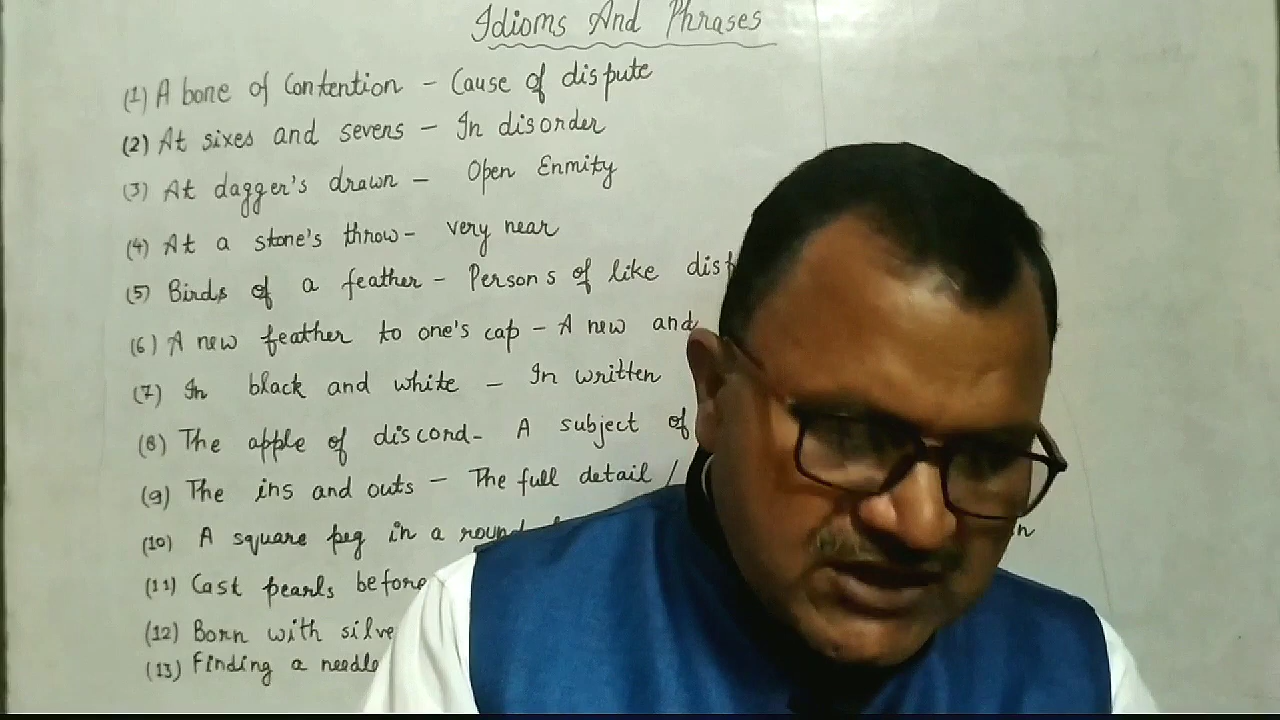 Idioms And Phrases
(1) A bone of Contention - Cause of dispute
(2) At sixes and sevens - In disorder
(3) At dagger's drawn - Open Enmity
(4) At a stone's throw - very near
(5) Birds of a feather - Persons of like
(6) A new feather to one's cap - A new and
(7) In black and white - In written
(8) The apple of discord - A subject of
(9) The ins and outs - The full detail /
(10) A square peg in a
(11) Cast pearls before
(12) Born with
(13) Finding a